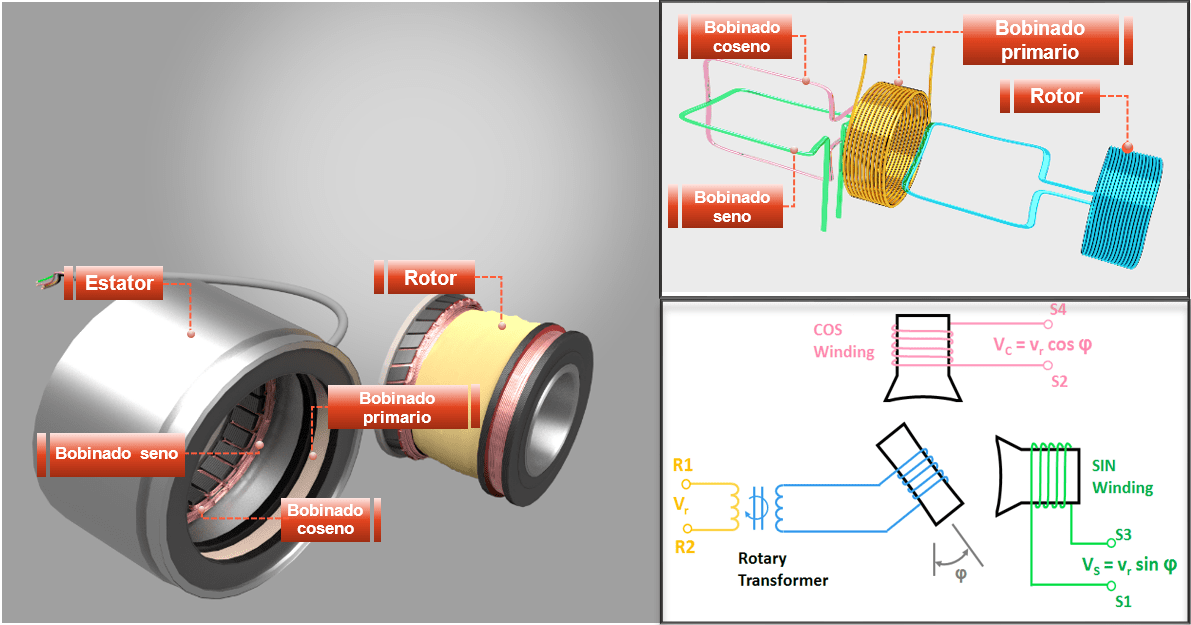 Estator
Rotor
Bobinado
primario
Bobinado seno
Bobinado
coseno
Bobinado
coseno
Bobinado
primario
Rotor
Bobinado
seno
COS
Winding
S4
V_C = v_r cos φ
S2
R1
V_r
R2
Rotary
Transformer
φ
SIN
Winding
S3
V_S = v_r sin φ
S1